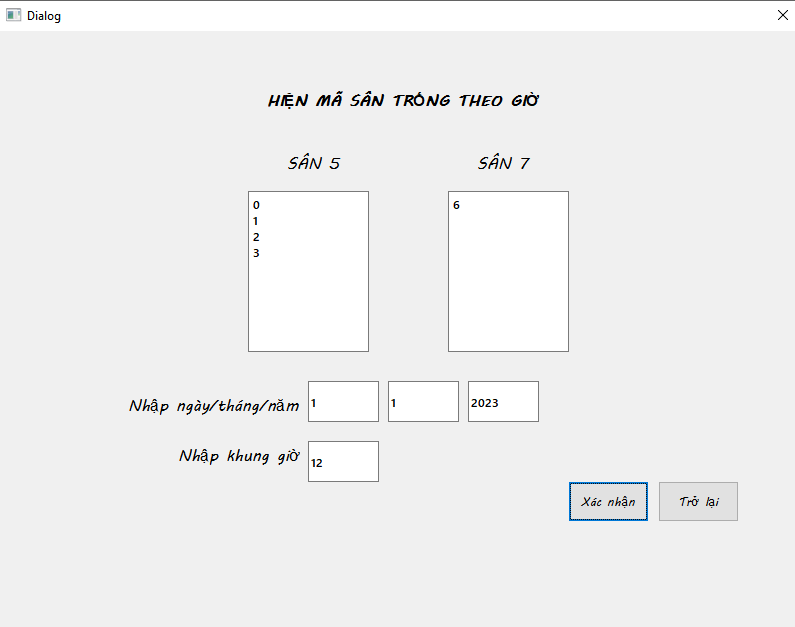 Dialog
HIỆN MÃ SÂN TRỐNG THEO GIỜ
SÂN 5 SÂN 7
0 6
1
2
3
Nhập ngày/tháng/năm 1 1 2023
Nhập khung giờ 12
Xác nhận Trở lại